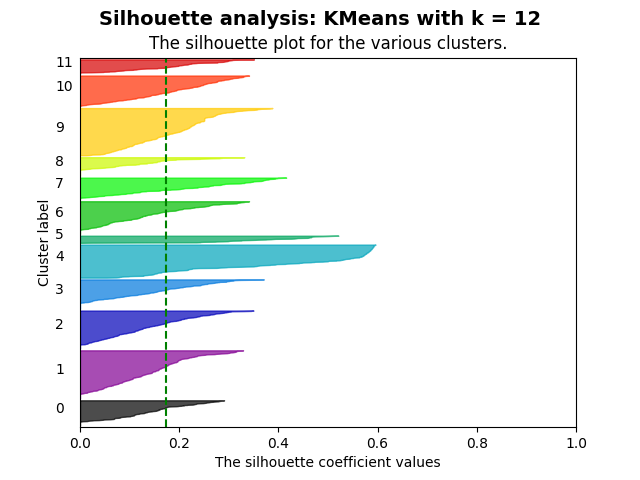 Silhouette analysis: KMeans with k = 12
The silhouette plot for the various clusters.
11
10
9
8
7
6
5
4
3
2
1
0
Cluster label
0.0 0.2 0.4 0.6 0.8 1.0
The silhouette coefficient values